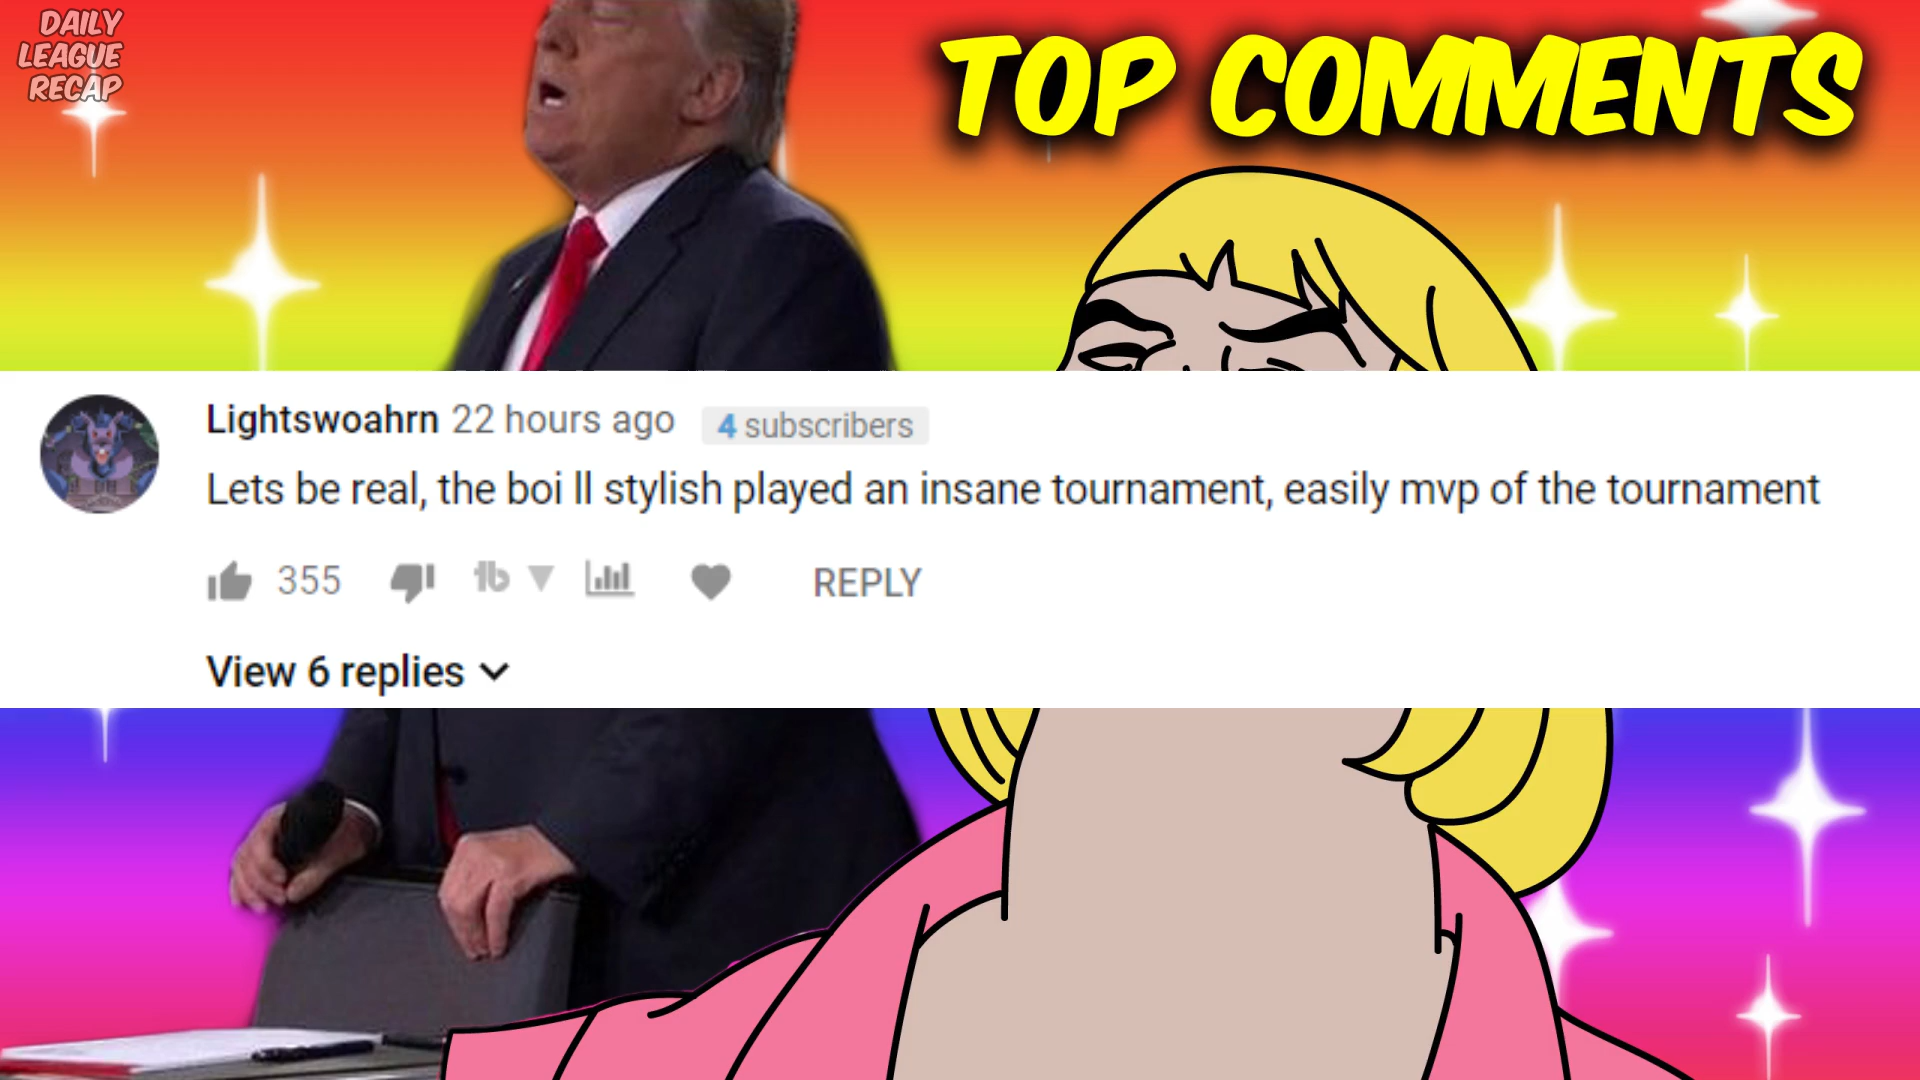 DAILY
LEAGUE
RECAP
TOP COMMENTS
Lightswoahrn 22 hours ago 4 subscribers
Lets be real, the boi ll stylish played an insane tournament, easily mvp of the tournament
355 tb REPLY
View 6 replies